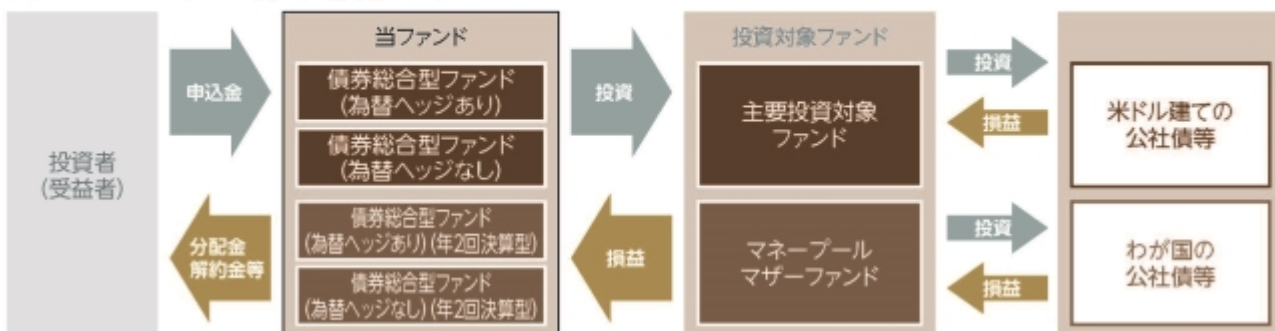 投資者
(受益者)
申込金
分配金
解約金等
当ファンド
債券総合型ファンド
(為替ヘッジあり)
債券総合型ファンド
(為替ヘッジなし)
債券総合型ファンド
(為替ヘッジあり)(年2回決算型)
債券総合型ファンド
(為替ヘッジなし)(年2回決算型)
投資
損益
投資対象ファンド
主要投資対象
ファンド
マネープール
マザーファンド
投資
損益
投資
損益
米ドル建ての
公社債等
わが国の
公社債等